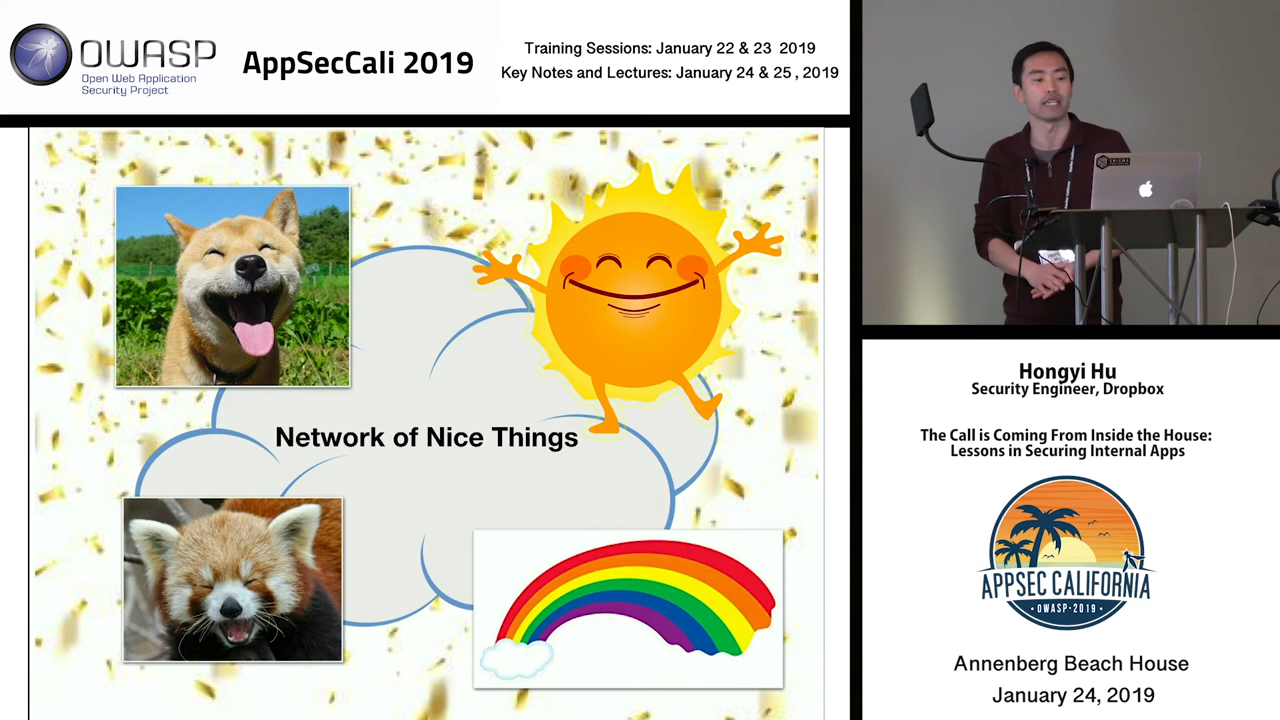 OWASP
Open Web Application
Security Project
AppSecCali 2019
Training Sessions: January 22 & 23 2019
Key Notes and Lectures: January 24 & 25 , 2019
Network of Nice Things
ENIGMA
Hongyi Hu
Security Engineer, Dropbox
The Call is Coming From Inside the House:
Lessons in Securing Internal Apps
APPSEC CALIFORNIA
• OWASP-2019 •
Annenberg Beach House
January 24, 2019